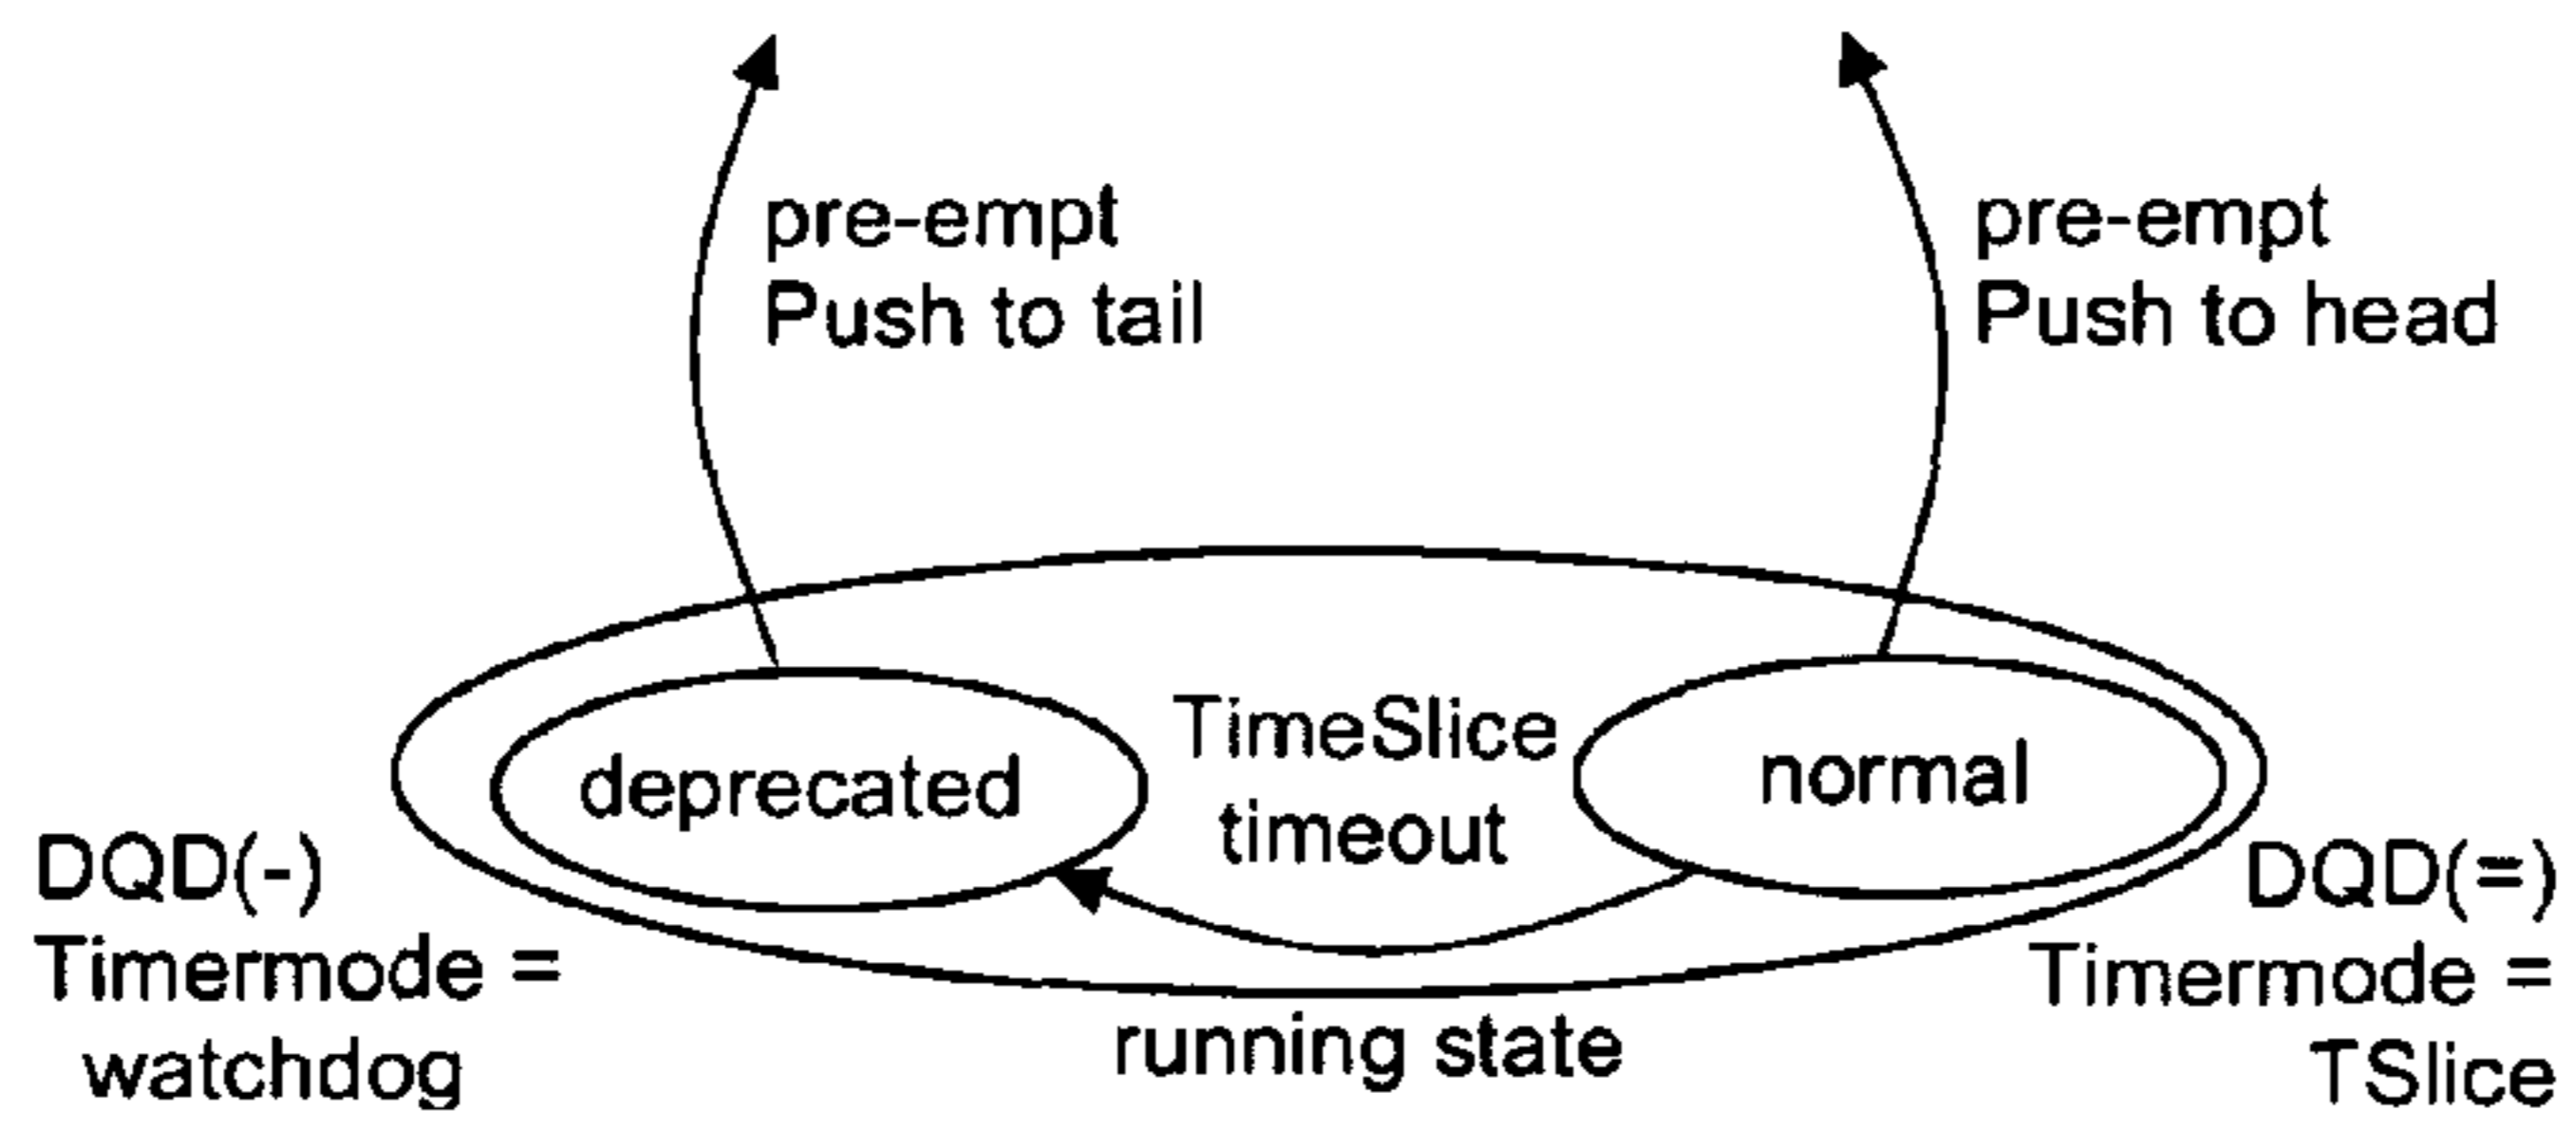 pre-empt
Push to tail
pre-empt
Push to head
TimeSlice
timeout
deprecated
normal
DQD(-)
Timermode =
watchdog
DQD(=)
Timermode =
TSlice
running state